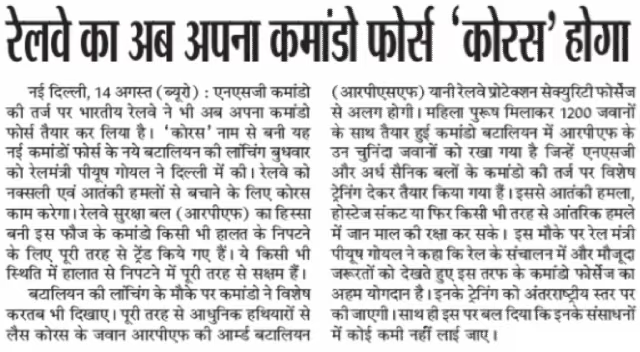 रेलवे का अब अपना कमांडो फोर्स ‘कोरस’ होगा
नई दिल्ली, 14 अगस्त (ब्यूरो) : एनएसजी कमांडो
की तर्ज पर भारतीय रेलवे ने भी अब अपना कमांडो
फोर्स तैयार कर लिया है। ‘कोरस’ नाम से बनी यह
नई कमांडों फोर्स के नये बटालियन की लांचिंग बुधवार
को रेलमंत्री पीयूष गोयल ने दिल्ली में की। रेलवे को
नक्सली एवं आतंकी हमलों से बचाने के लिए कोरस
काम करेगा। रेलवे सुरक्षा बल (आरपीएफ) का हिस्सा
बनी इस फौज के कमांडो किसी भी हालत के निपटने
के लिए पूरी तरह से ट्रेंड किये गए हैं। ये किसी भी
स्थिति में हालात से निपटने में पूरी तरह से सक्षम हैं।
बटालियन की लांचिंग के मौके पर कमांडो ने विशेष
करतब भी दिखाए। पूरी तरह से आधुनिक हथियारों से
लैस कोरस के जवान आरपीएफ की आर्म्ड बटालियन
(आरपीएसएफ) यानी रेलवे प्रोटेक्शन सेक्युरिटी फोर्सेज
से अलग होगी। महिला पुरूष मिलाकर 1200 जवानों
के साथ तैयार हुई कमांडो बटालियन में आरपीएफ के
उन चुनिंदा जवानों को रखा गया है जिन्हें एनएसजी
और अर्ध सैनिक बलों के कमांडो की तर्ज पर विशेष
ट्रेनिंग देकर तैयार किया गया हैं। इससे आतंकी हमला,
होस्टेज संकट या फिर किसी भी तरह से आंतरिक हमले
में जान माल की रक्षा कर सके। इस मौके पर रेल मंत्री
पीयूष गोयल ने कहा कि रेल के संचालन में और मौजूदा
जरूरतों को देखते हुए इस तरफ के कमांडो फोर्सेज का
अहम योगदान है। इनके ट्रेनिंग को अंतरराष्ट्रीय स्तर पर
की जाएगी। साथ ही इस पर बल दिया कि इनके संसाधनों
में कोई कमी नहीं लाई जाए।